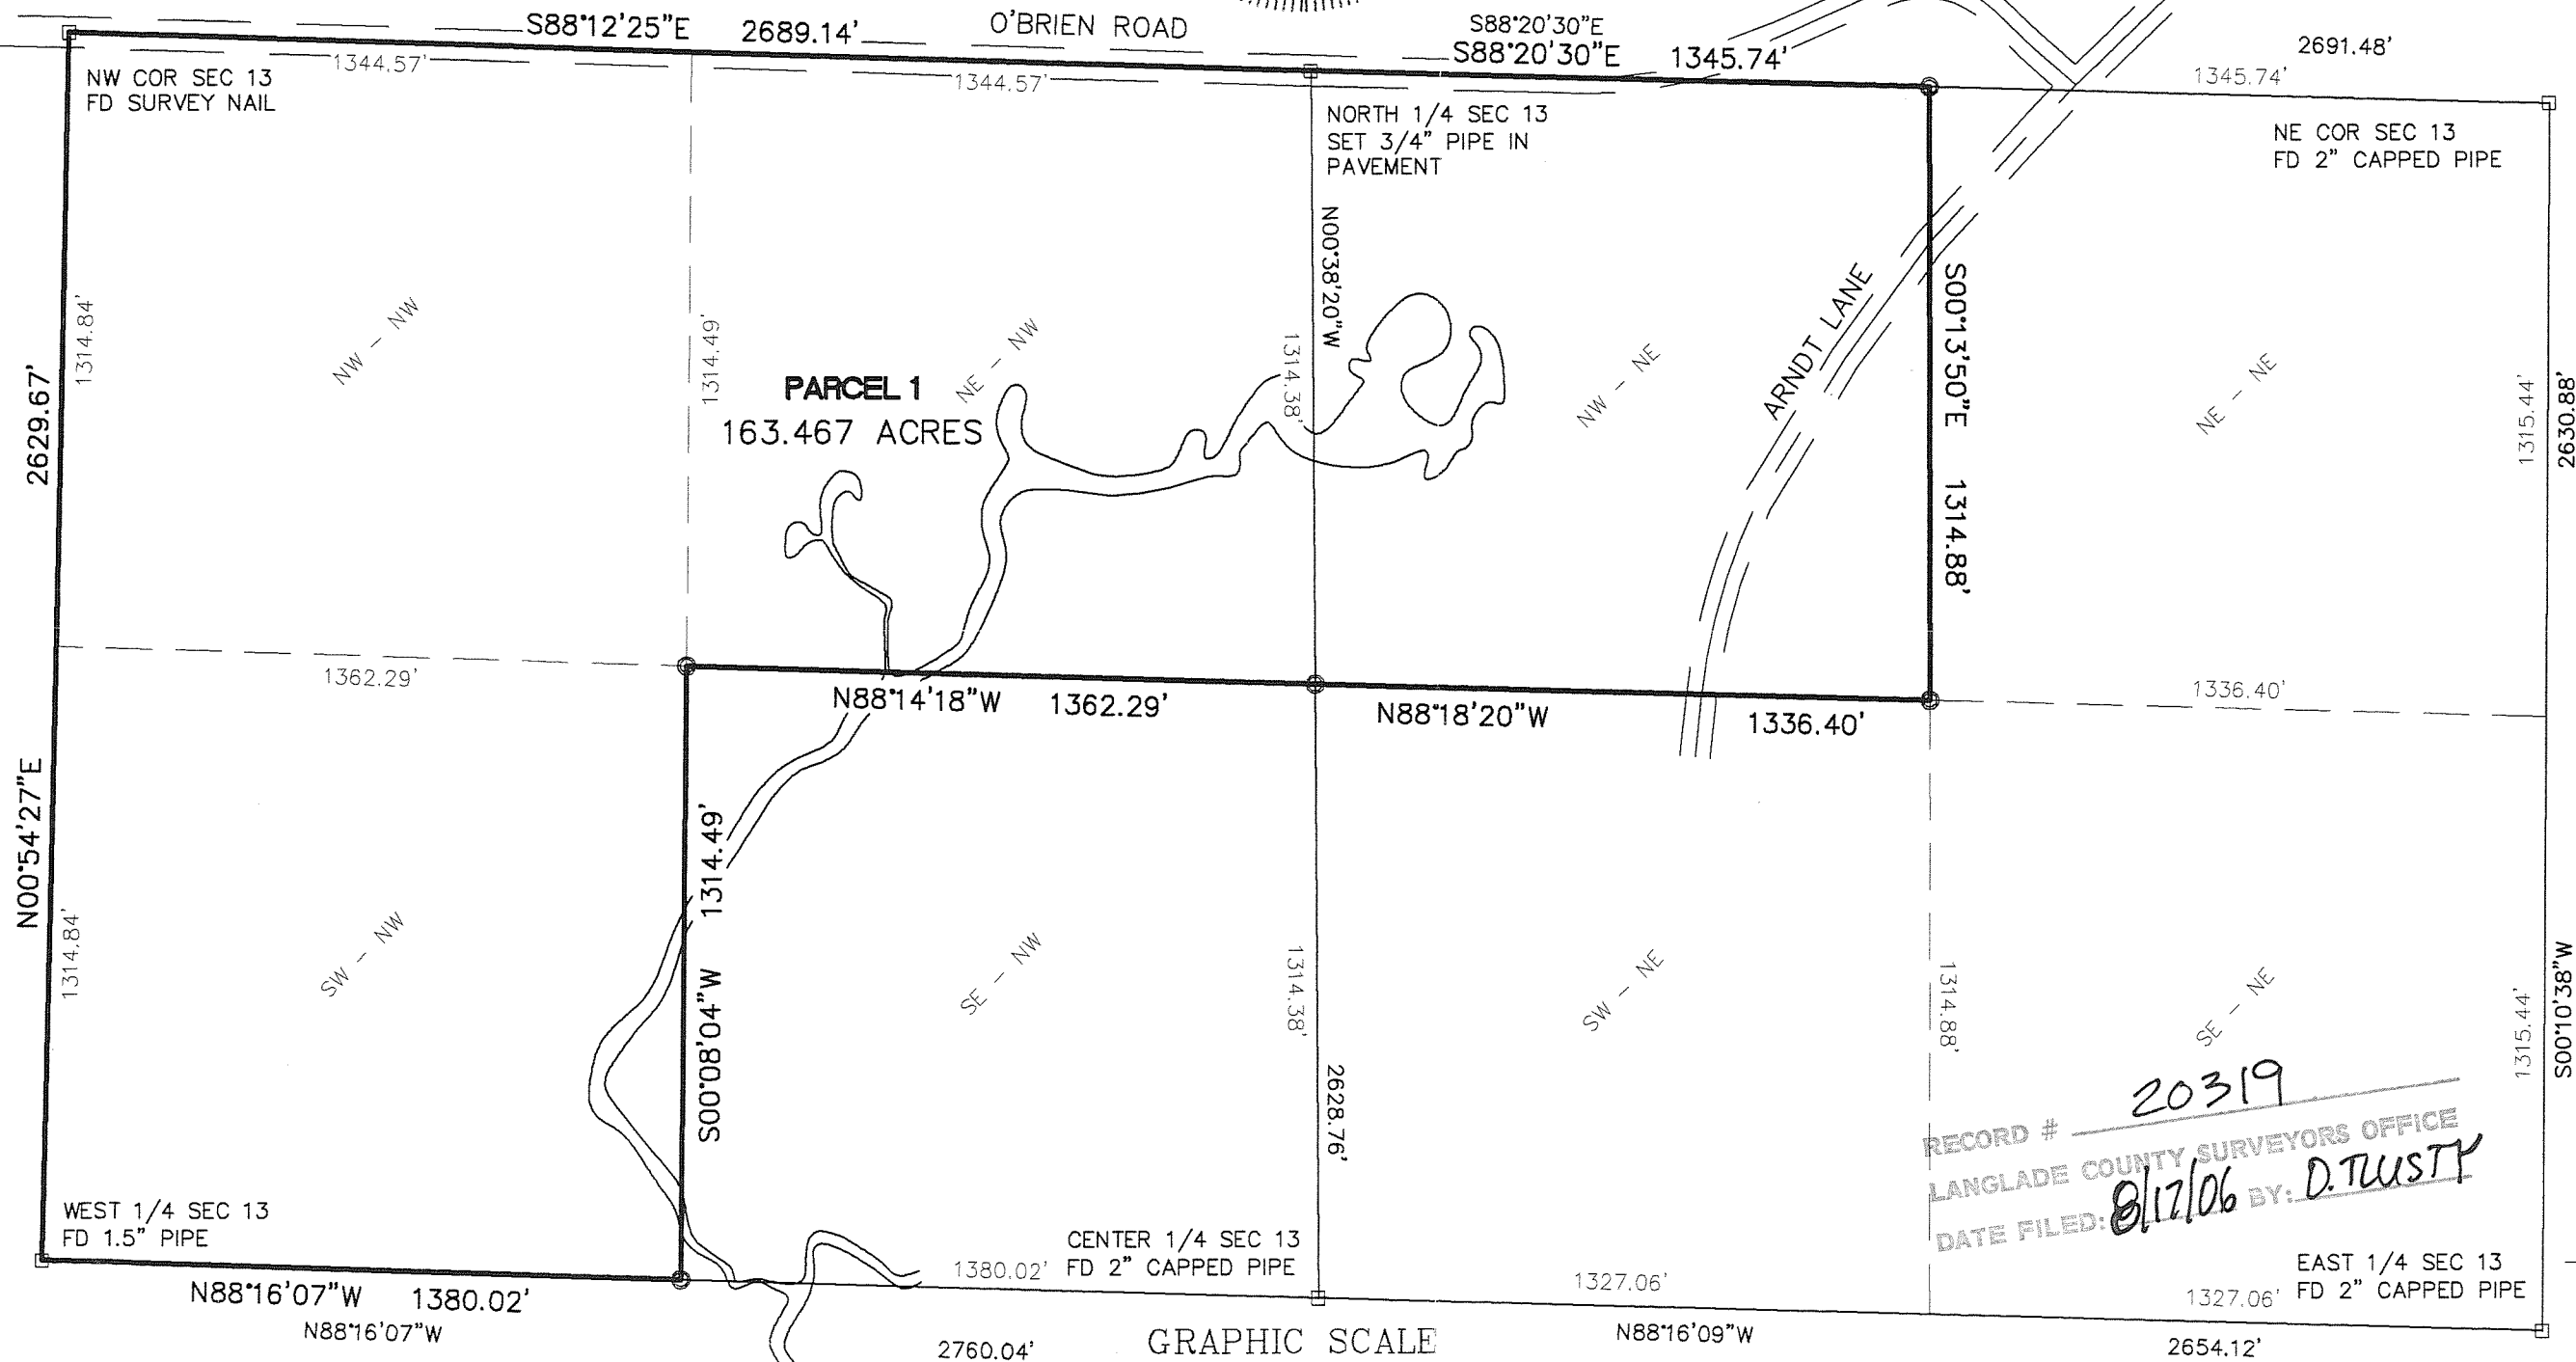 S88°12'25"E 2689.14' O'BRIEN ROAD S88°20'30"E
S88°20'30"E 1345.74' 2691.48'
1344.57' 1344.57' 1345.74'
NW COR SEC 13
FD SURVEY NAIL
NORTH 1/4 SEC 13
SET 3/4" PIPE IN
PAVEMENT
NE COR SEC 13
FD 2" CAPPED PIPE
2629.67'
N00°54'27"E
1314.84'
NW – NW
1314.49'
PARCEL 1
163.467 ACRES
NE – NW
N00°38'20"W
1314.38'
NW – NE
ARNDT LANE
S00°13'50"E 1314.88'
NE – NE
1315.44'
2630.88'
1362.29'
N88°14'18"W 1362.29'
N88°18'20"W 1336.40'
1336.40'
1314.84'
SW – NW
S00°08'04"W 1314.49'
SE – NW
1314.38'
2628.76'
SW – NE
1314.88'
SE – NE
1315.44'
S00°10'38"W
RECORD # 20319
LANGLADE COUNTY SURVEYORS OFFICE
DATE FILED: 8/17/06 BY: D.TLUSTY
WEST 1/4 SEC 13
FD 1.5" PIPE
CENTER 1/4 SEC 13
FD 2" CAPPED PIPE
EAST 1/4 SEC 13
FD 2" CAPPED PIPE
N88°16'07"W 1380.02'
1380.02'
1327.06'
1327.06'
N88°16'07"W
2760.04'
GRAPHIC SCALE
N88°16'09"W
2654.12'